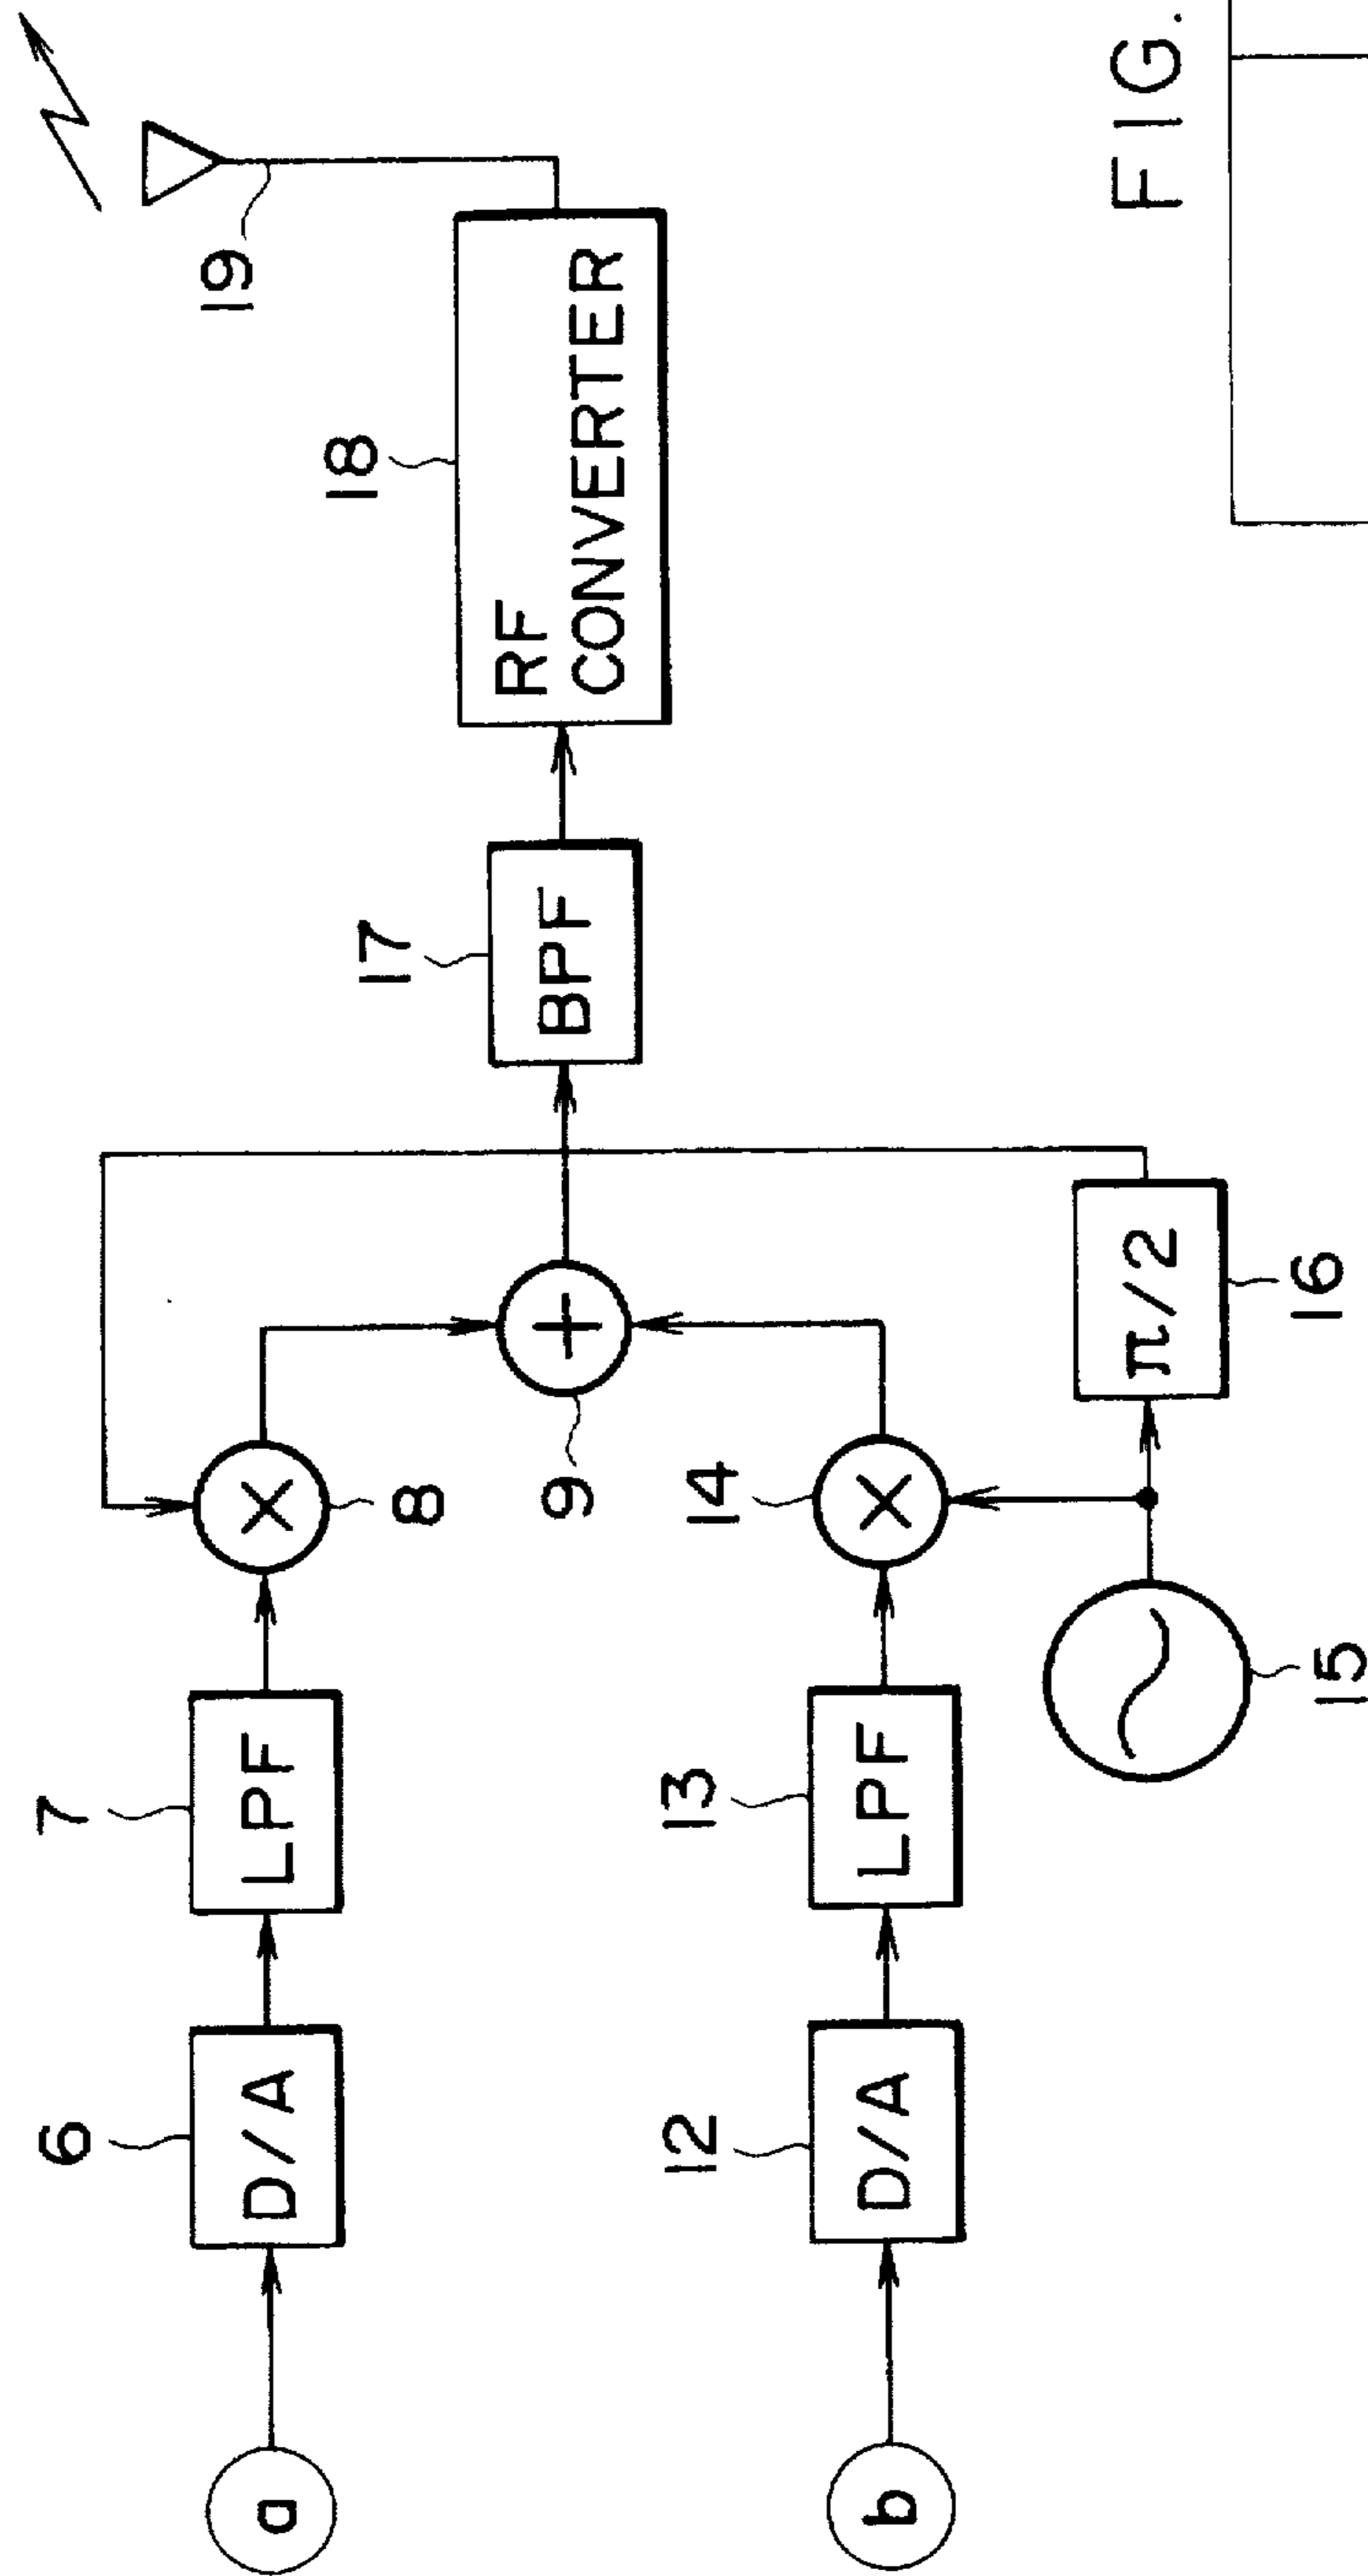 19
18
RF
CONVERTER
17
BPF
7
LPF
6
D/A
a
8
9
14
13
LPF
12
D/A
b
π/2
16
15
FIG.